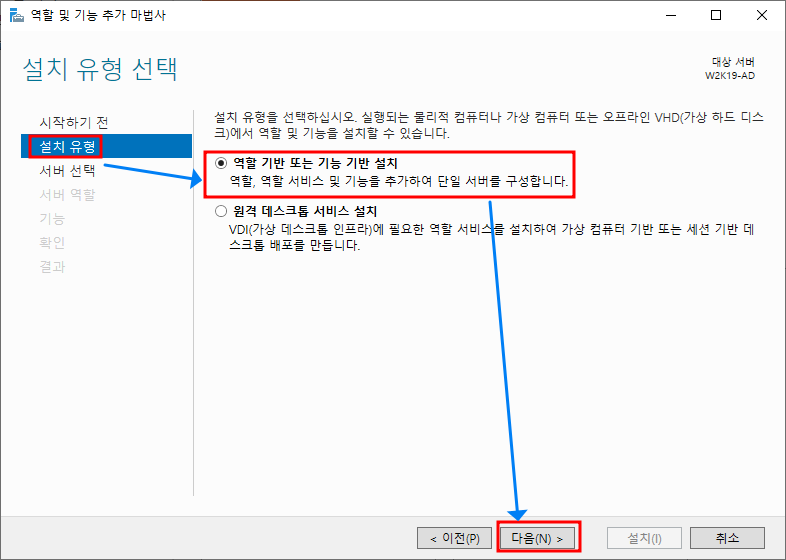 역할 및 기능 추가 마법사
설치 유형 선택
대상 서버
W2K19-AD
시작하기 전
설치 유형
서버 선택
서버 역할
기능
확인
결과
설치 유형을 선택하십시오. 실행되는 물리적 컴퓨터나 가상 컴퓨터 또는 오프라인 VHD(가상 하드 디스
크)에서 역할 및 기능을 설치할 수 있습니다.
역할 기반 또는 기능 기반 설치
역할, 역할 서비스 및 기능을 추가하여 단일 서버를 구성합니다.
원격 데스크톱 서비스 설치
VDI(가상 데스크톱 인프라)에 필요한 역할 서비스를 설치하여 가상 컴퓨터 기반 또는 세션 기반 데
스크톱 배포를 만듭니다.
< 이전(P)
다음(N) >
설치(I)
취소